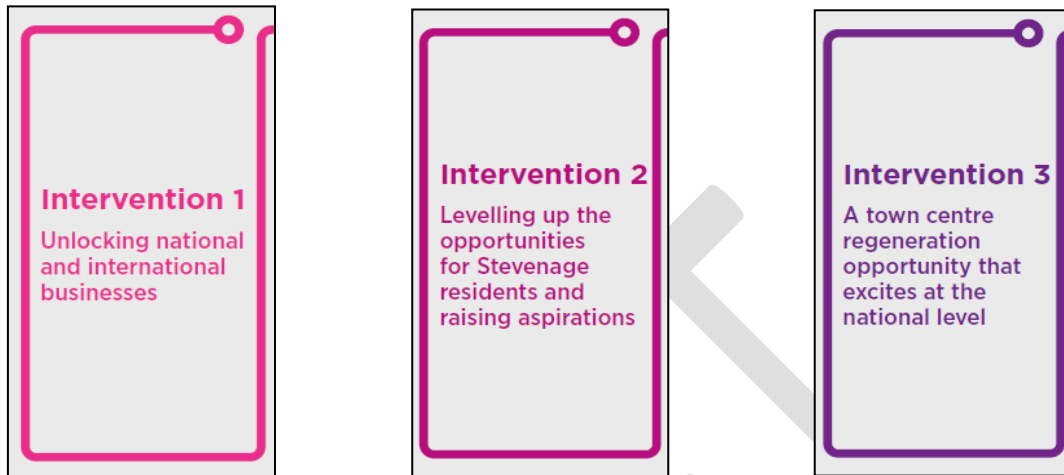 Intervention 1
Unlocking national
and international
businesses
Intervention 2
Levelling up the
opportunities
for Stevenage
residents and
raising aspirations
Intervention 3
A town centre
regeneration
opportunity that
excites at the
national level